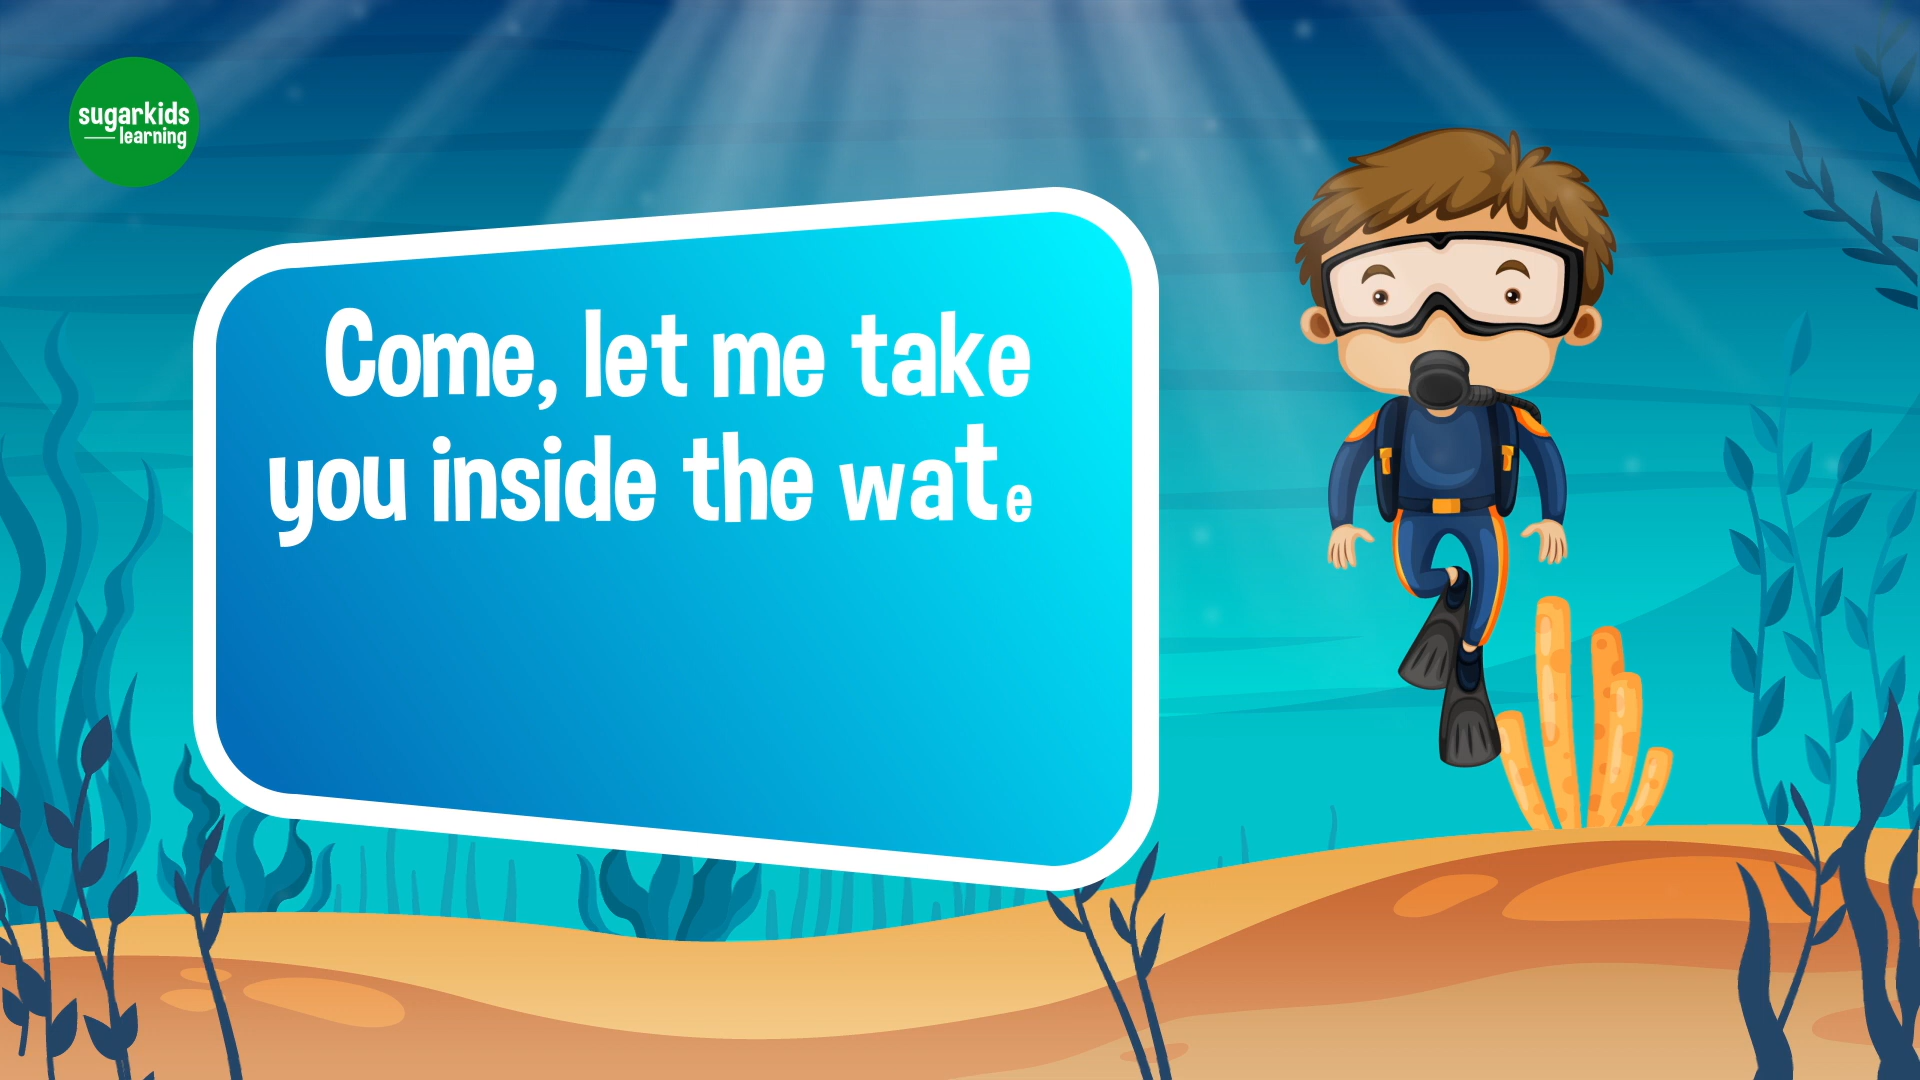 sugarkids
learning
Come, let me take
you inside the wate